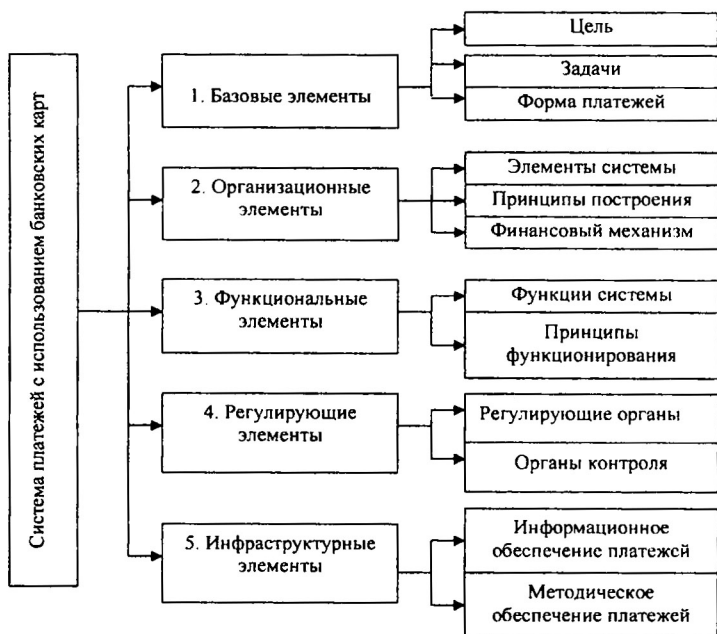 Система платежей с использованием банковских карт
1. Базовые элементы
Цель
Задачи
Форма платежей
2. Организационные
элементы
Элементы системы
Принципы построения
Финансовый механизм
3. Функциональные
элементы
Функции системы
Принципы
функционирования
4. Регулирующие
элементы
Регулирующие органы
Органы контроля
5. Инфраструктурные
элементы
Информационное
обеспечение платежей
Методическое
обеспечение платежей